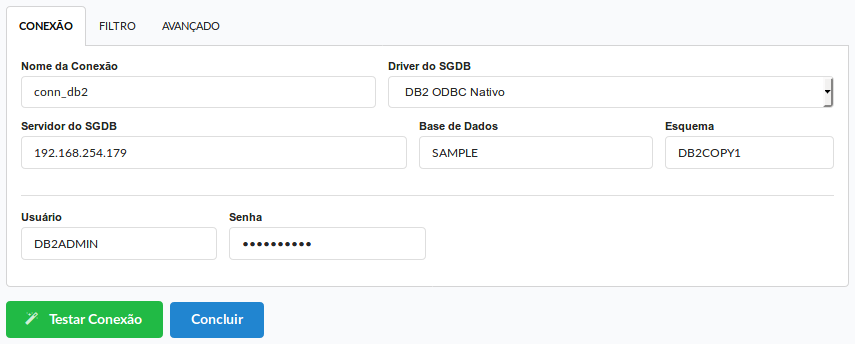 CONEXÃO FILTRO AVANÇADO
Nome da Conexão Driver do SGDB
conn_db2 DB2 ODBC Nativo
Servidor do SGDB Base de Dados Esquema
192.168.254.179 SAMPLE DB2COPY1
Usuário Senha
DB2ADMIN ••••••••••
Testar Conexão Concluir